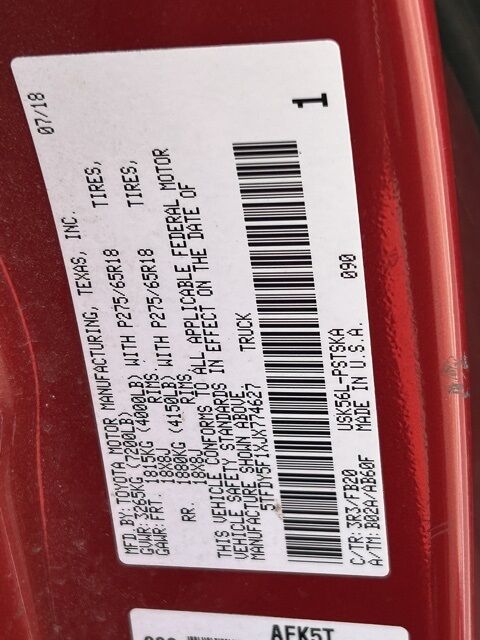 MFD.BY: TOYOTA MOTOR MANUFACTURING, TEXAS, INC. 07/18
GVWR: 3265KG (7200LB)
GAWR: FRT. 1815KG (4000LB) WITH P275/65R18 TIRES,
18X8J RIMS,
RR. 1880KG (4150LB) WITH P275/65R18 TIRES,
18X8J RIMS.
THIS VEHICLE CONFORMS TO ALL APPLICABLE FEDERAL MOTOR
VEHICLE SAFETY STANDARDS IN EFFECT ON THE DATE OF
MANUFACTURE SHOWN ABOVE.
5TFDY5F1XJX774627 TRUCK
1
C/TR: 3R3/FB20 USK56L-PSTSKA 090
A/TM: B02A/AB60F MADE IN U.S.A.
AFK5T